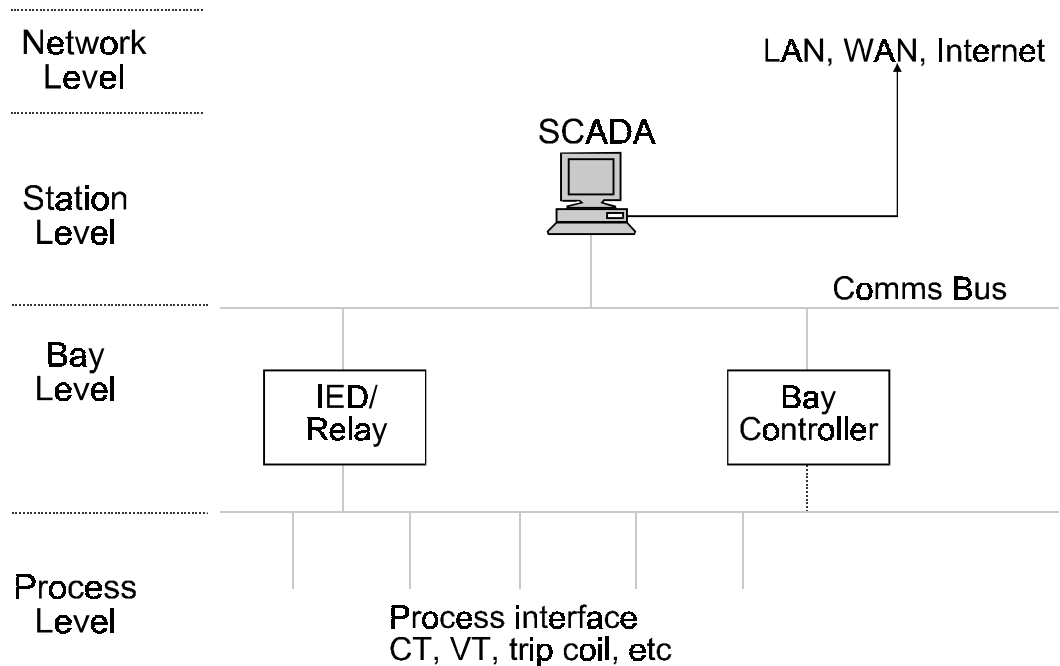 Network
Level
LAN, WAN, Internet
SCADA
Station
Level
Comms Bus
Bay
Level
IED/
Relay
Bay
Controller
Process
Level
Process interface
CT, VT, trip coil, etc